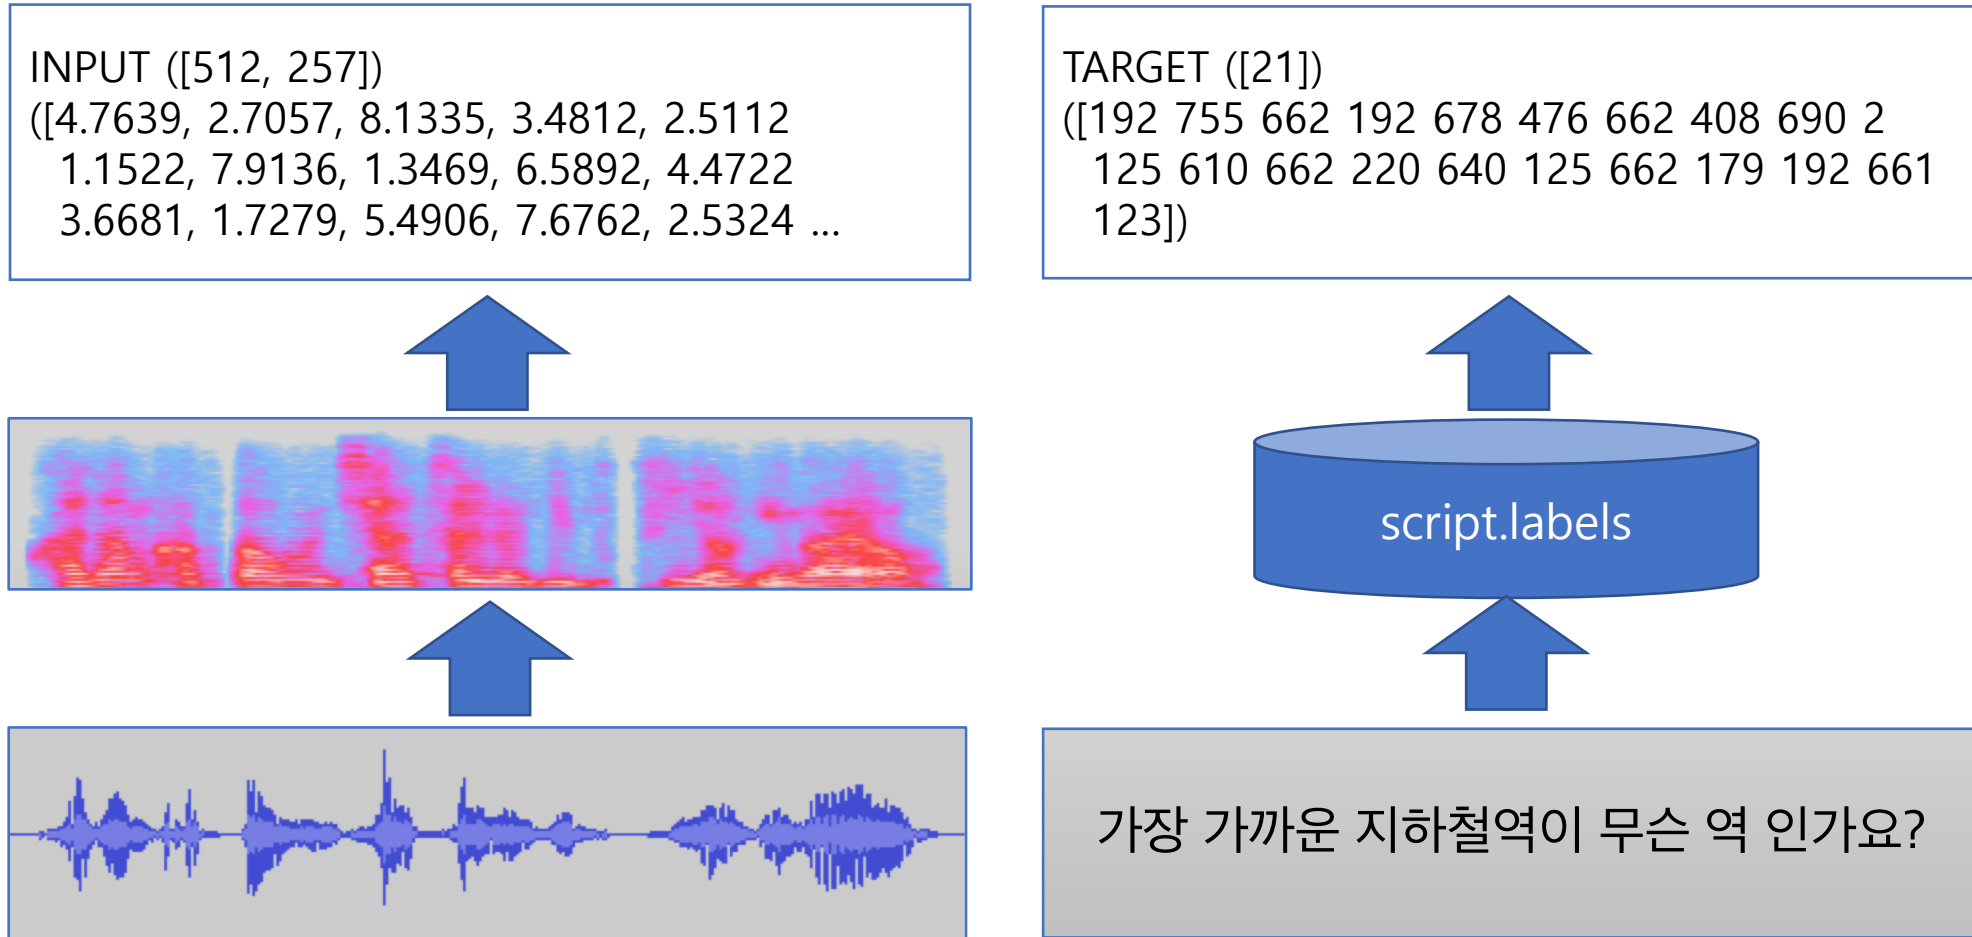 INPUT ([512, 257])
([4.7639, 2.7057, 8.1335, 3.4812, 2.5112
1.1522, 7.9136, 1.3469, 6.5892, 4.4722
3.6681, 1.7279, 5.4906, 7.6762, 2.5324 ...
TARGET ([21])
([192 755 662 192 678 476 662 408 690 2
125 610 662 220 640 125 662 179 192 661
123])
script.labels
가장 가까운 지하철역이 무슨 역 인가요?